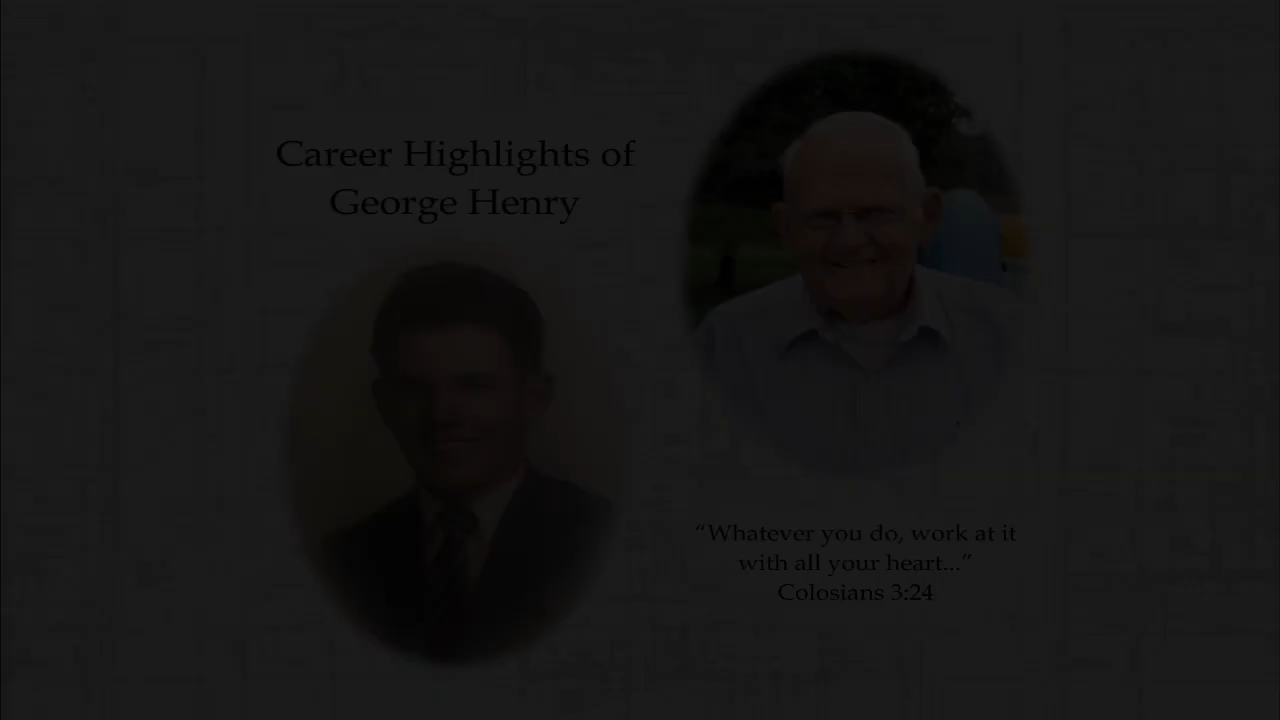 Career Highlights of
George Henry
“Whatever you do, work at it
with all your heart...”
Colosians 3:24